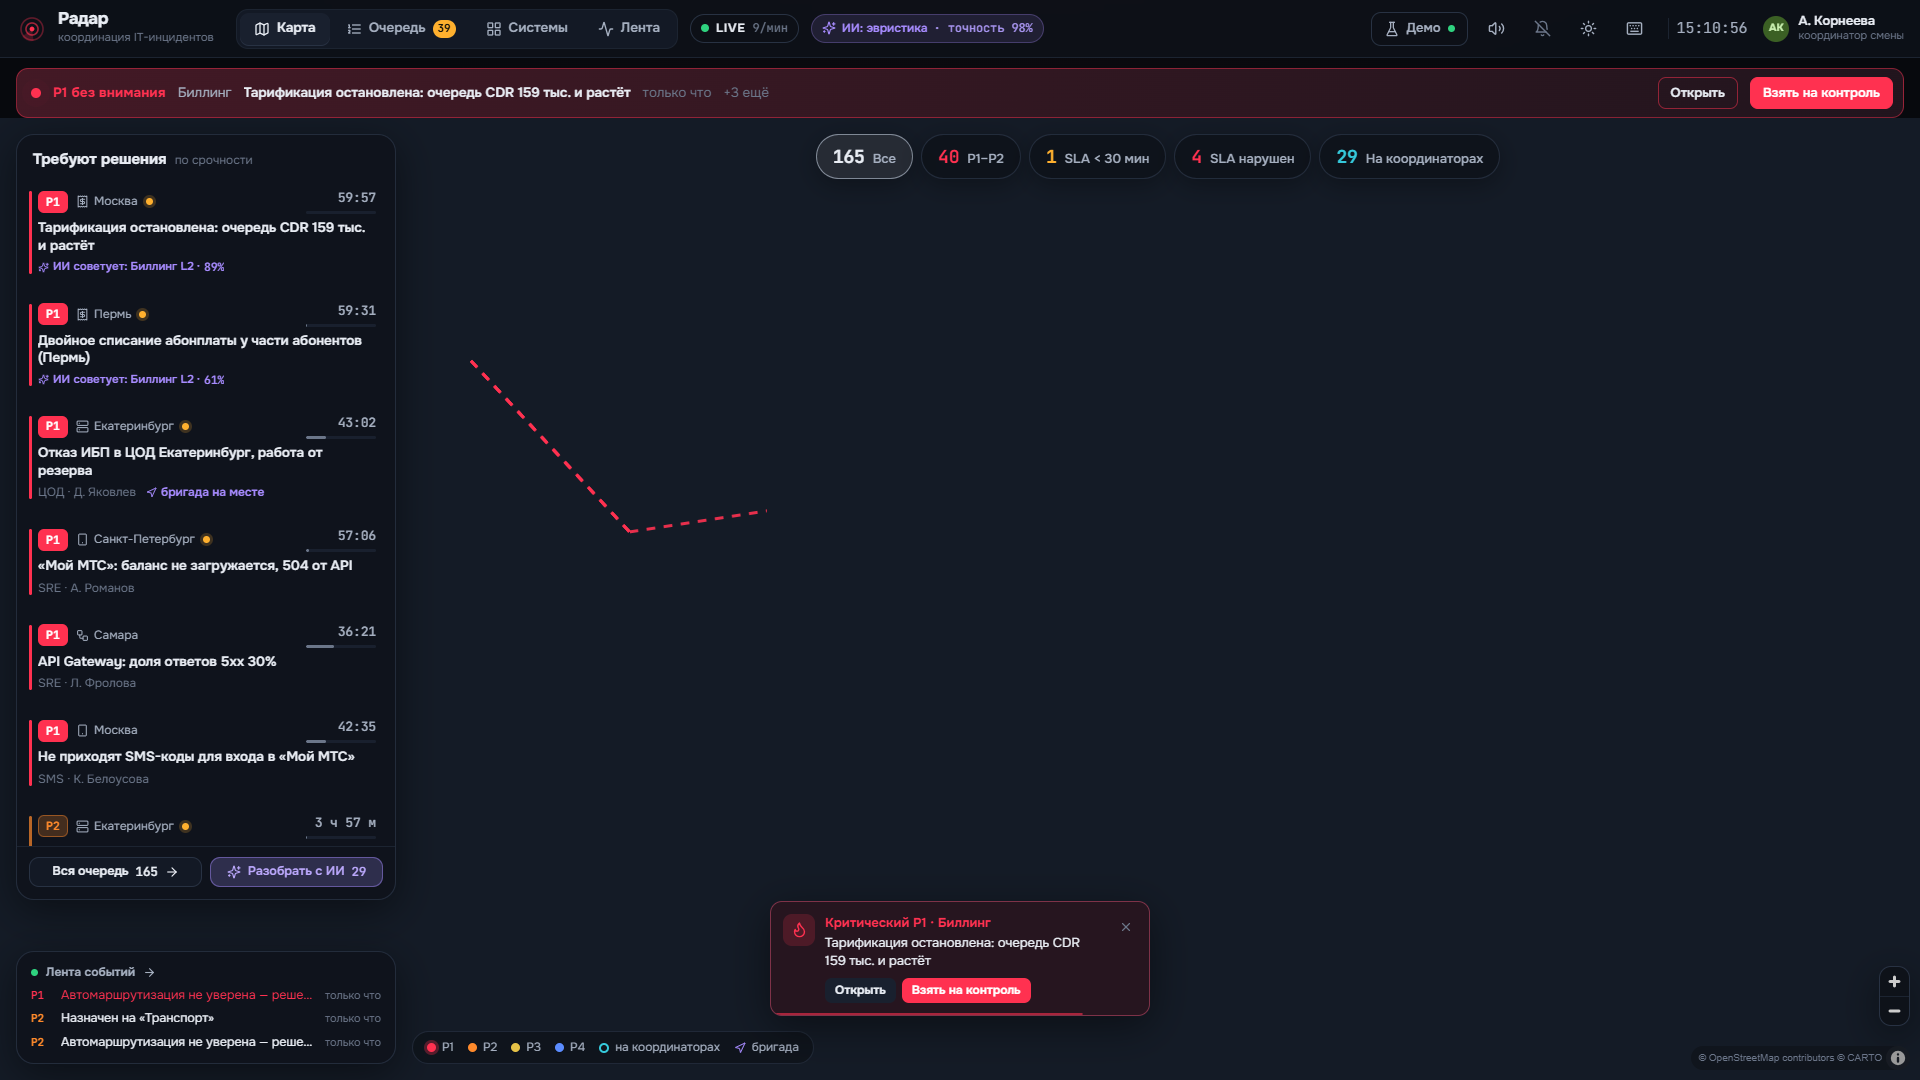 Радар
координация IT-инцидентов
Карта
Очередь 39
Системы
Лента
LIVE 9/мин
ИИ: эвристика · точность 98%
Демо
15:10:56
АК
А. Корнеева
координатор смены
P1 без внимания Биллинг Тарификация остановлена: очередь CDR 159 тыс. и растёт только что +3 ещё
Открыть
Взять на контроль
Требуют решения по срочности
P1 Москва 59:57
Тарификация остановлена: очередь CDR 159 тыс.
и растёт
ИИ советует: Биллинг L2 · 89%
P1 Пермь 59:31
Двойное списание абонплаты у части абонентов
(Пермь)
ИИ советует: Биллинг L2 · 61%
P1 Екатеринбург 43:02
Отказ ИБП в ЦОД Екатеринбург, работа от
резерва
ЦОД · Д. Яковлев бригада на месте
P1 Санкт-Петербург 57:06
«Мой МТС»: баланс не загружается, 504 от API
SRE · А. Романов
P1 Самара 36:21
API Gateway: доля ответов 5xx 30%
SRE · Л. Фролова
P1 Москва 42:35
Не приходят SMS-коды для входа в «Мой МТС»
SMS · К. Белоусова
P2 Екатеринбург 3 ч 57 м
Вся очередь 165
Разобрать с ИИ 29
165 Все
40 P1–P2
1 SLA < 30 мин
4 SLA нарушен
29 На координаторах
Лента событий
P1 Автомаршрутизация не уверена — реше... только что
P2 Назначен на «Транспорт» только что
P2 Автомаршрутизация не уверена — реше... только что
Критический P1 · Биллинг
Тарификация остановлена: очередь CDR
159 тыс. и растёт
Открыть
Взять на контроль
P1 P2 P3 P4 на координаторах бригада
+
−
© OpenStreetMap contributors © CARTO